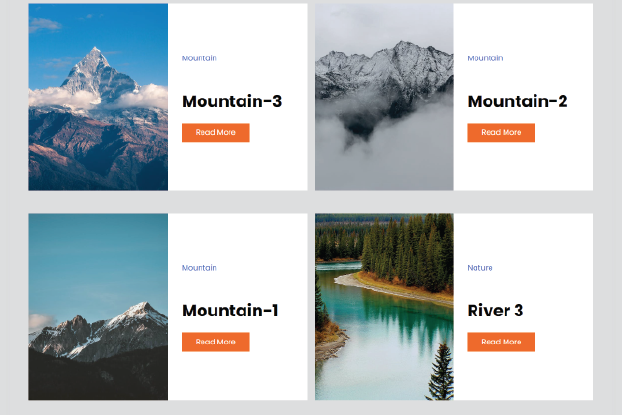 Mountain
Mountain-3
Read More
Mountain
Mountain-2
Read More
Mountain
Mountain-1
Read More
Nature
River 3
Read More